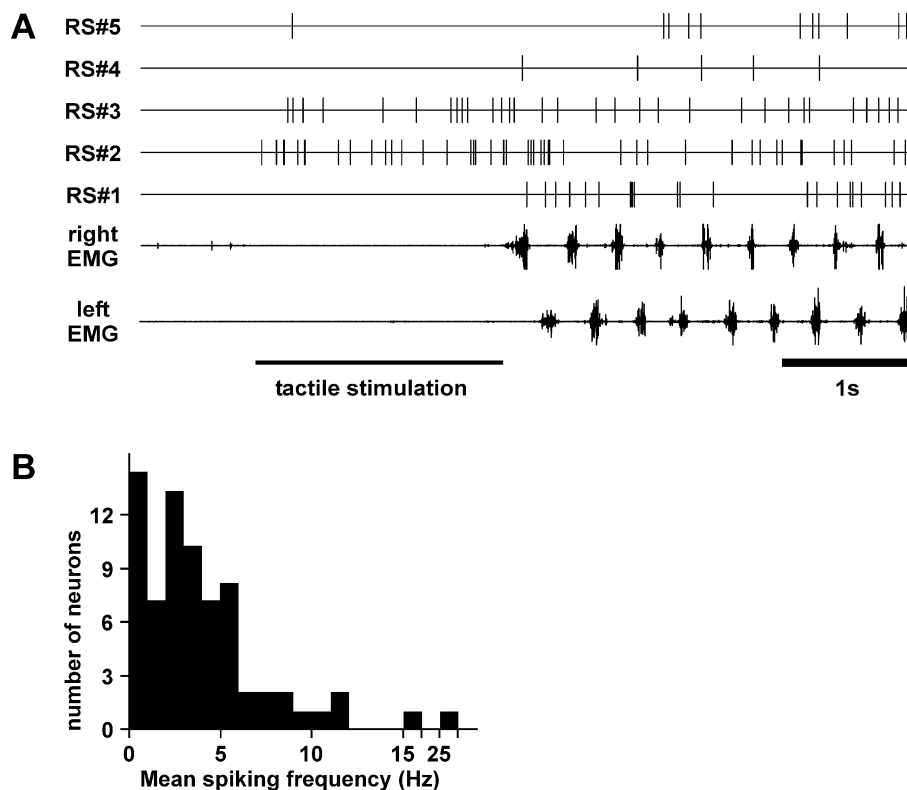 A
RS#5
RS#4
RS#3
RS#2
RS#1
right
EMG
left
EMG
tactile stimulation
1s
B
number of neurons
12
9
6
3
0
0 5 10 15 25
Mean spiking frequency (Hz)